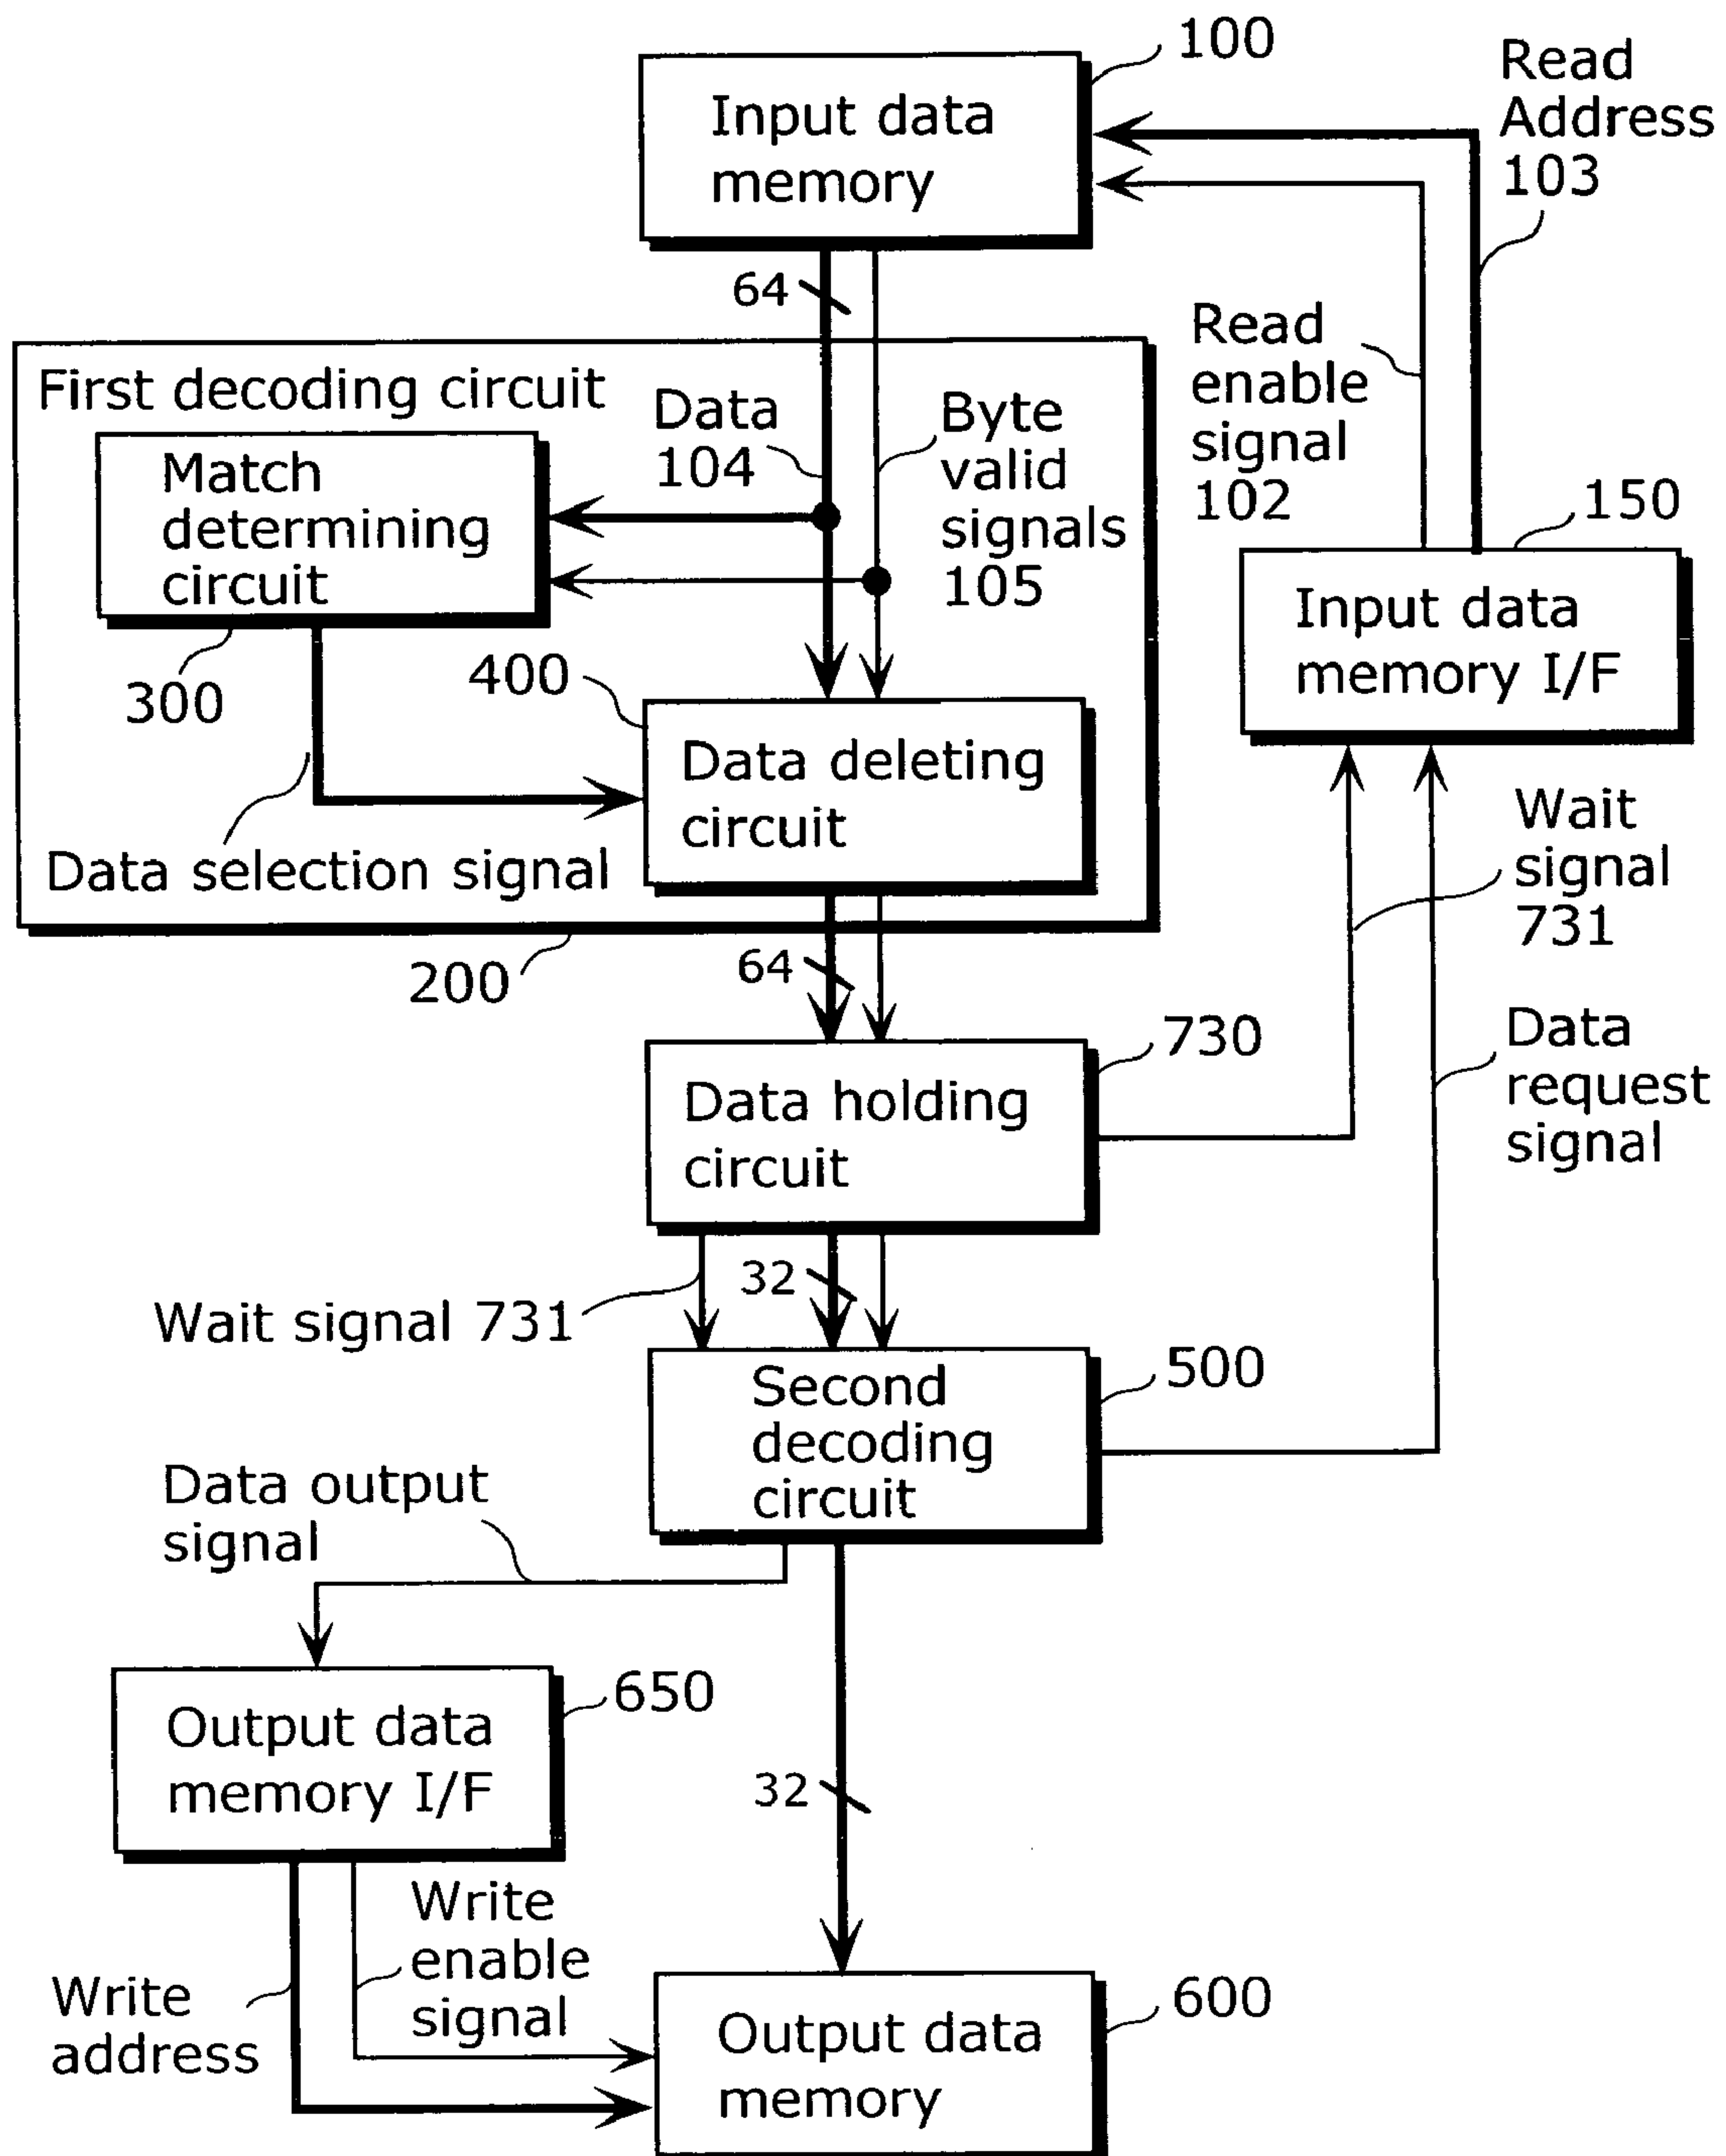 100
Input data
memory
Read
Address
103
64
Read
enable
signal
102
First decoding circuit
Data
104
Byte
valid
signals
105
Match
determining
circuit
300
150
Input data
memory I/F
400
Data deleting
circuit
Data selection signal
200
Wait
signal
731
64
730
Data holding
circuit
Data
request
signal
32
Wait signal 731
Second
decoding
circuit
500
Data output
signal
650
Output data
memory I/F
32
Write
enable
signal
Write
address
600
Output data
memory